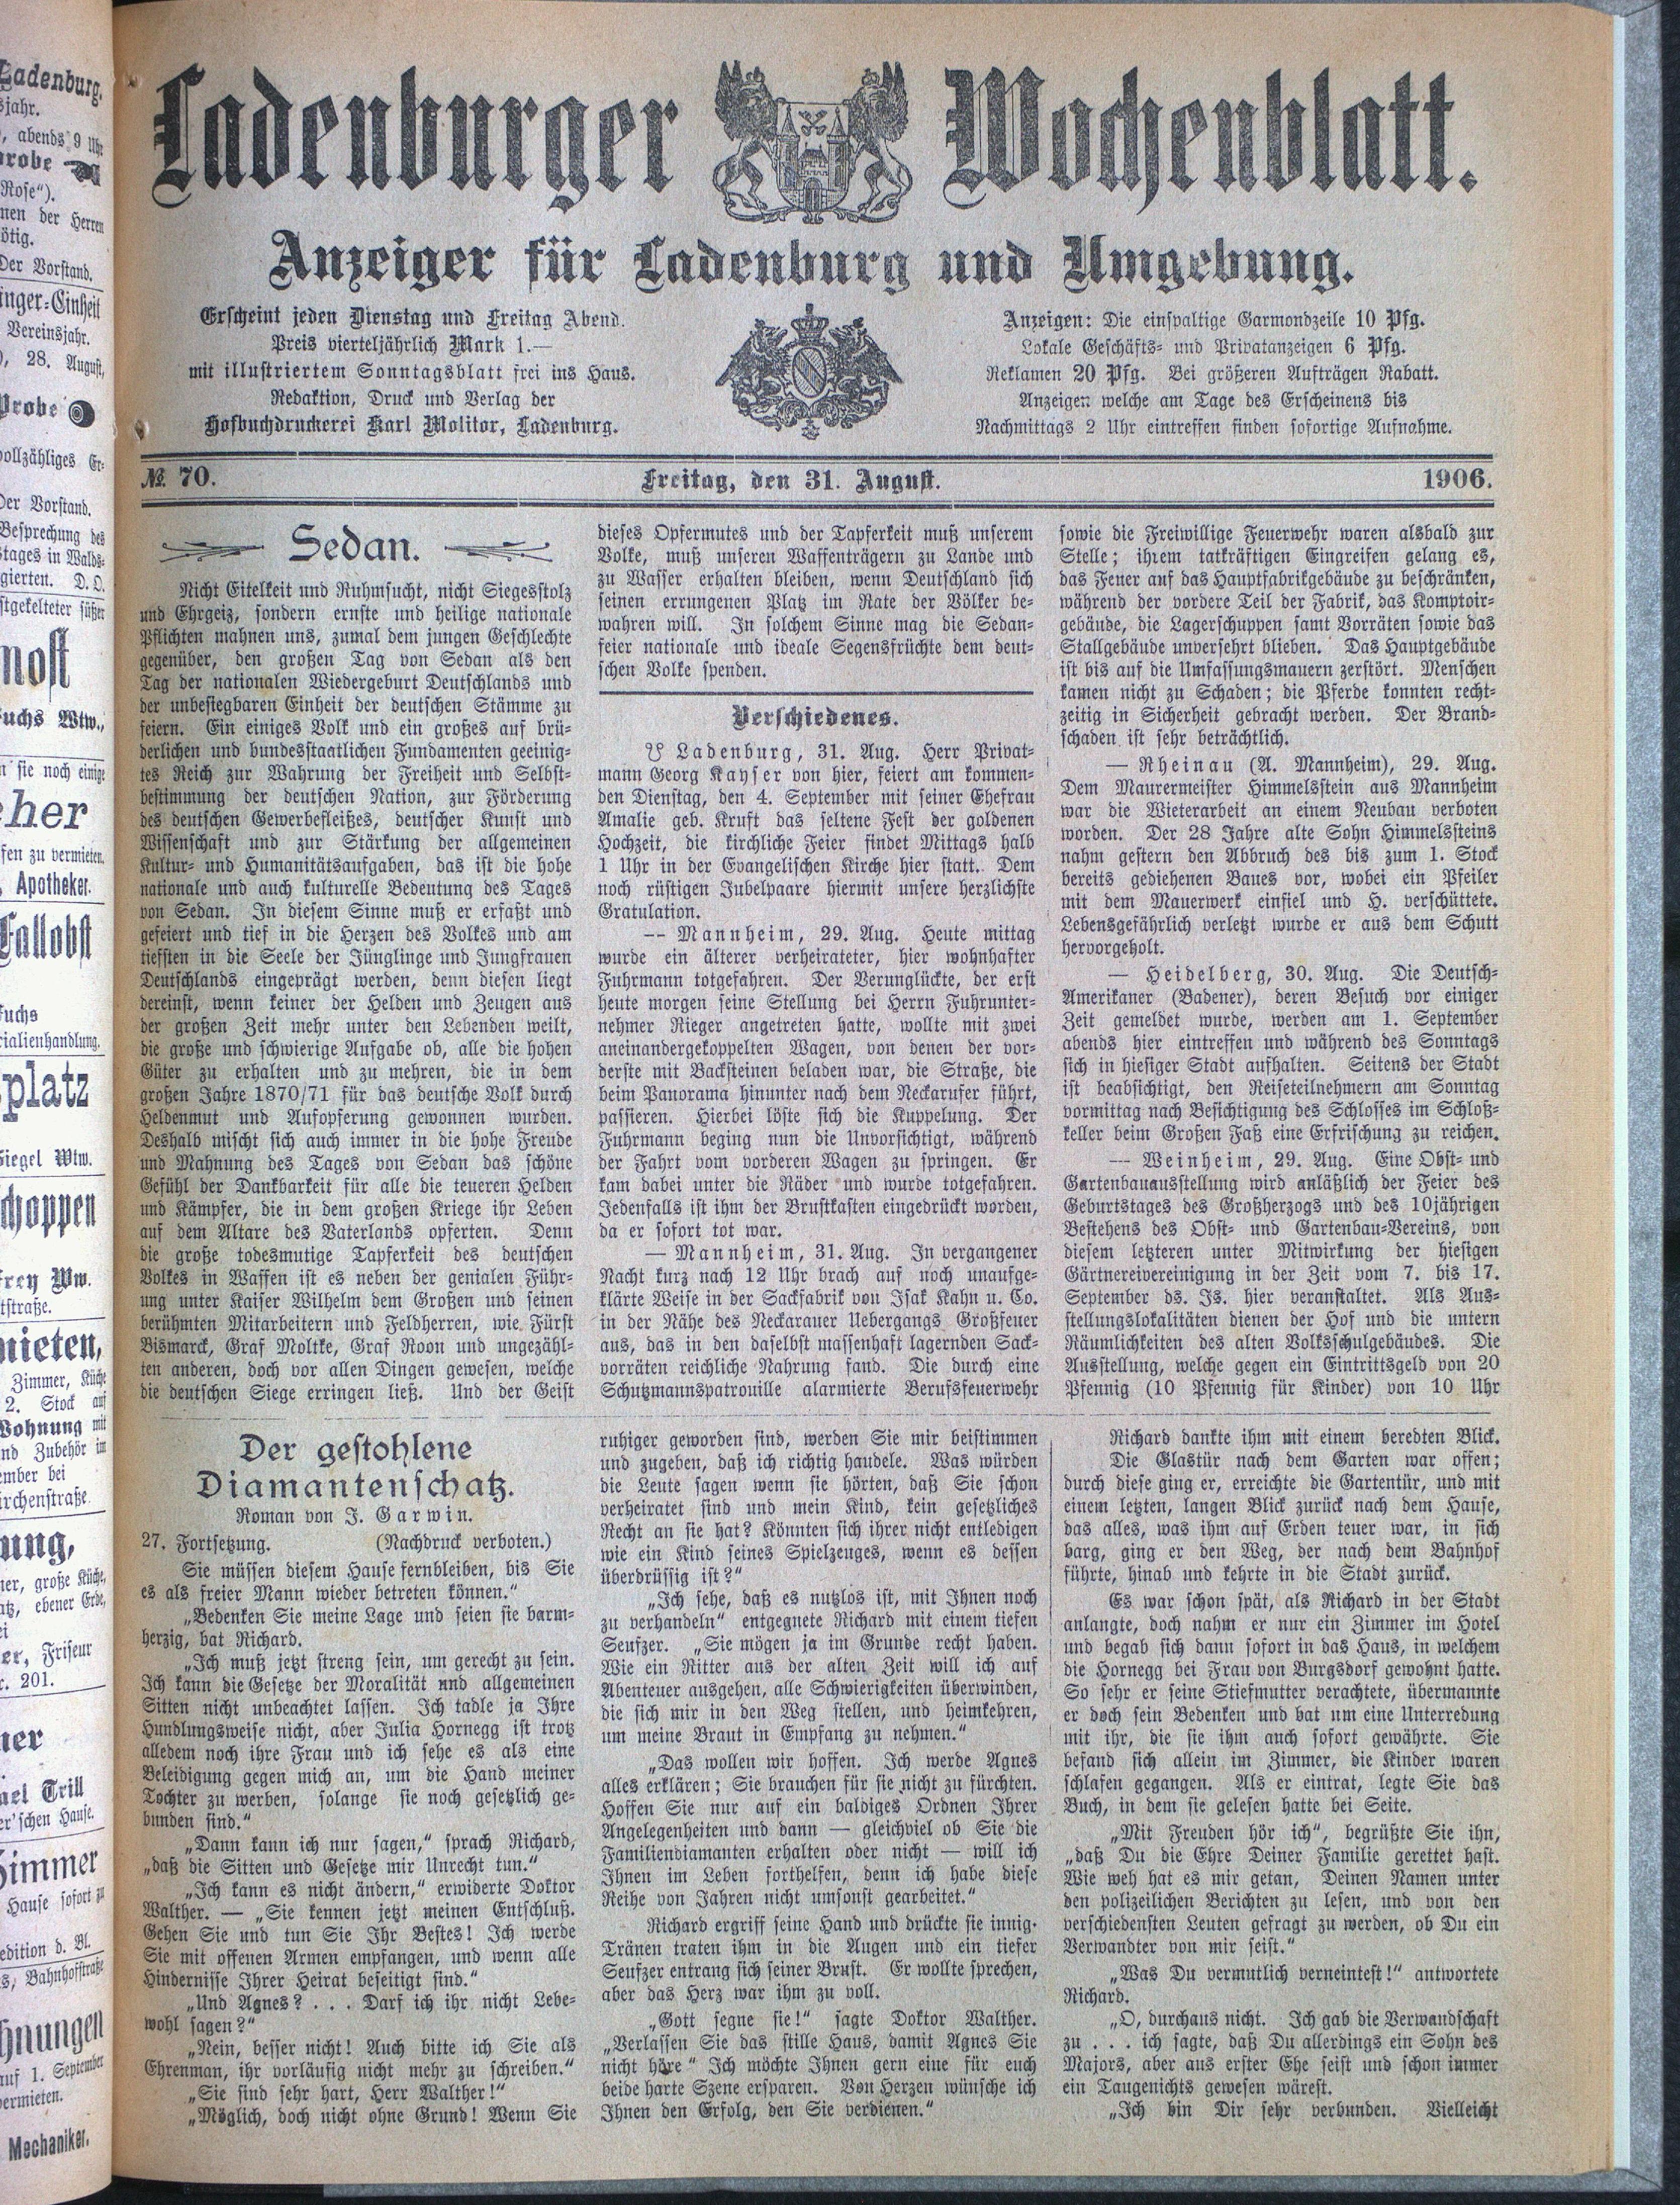 Ladenburger Wochenblatt.
Anzeiger für Ladenburg und Umgebung.
Erscheint jeden Dienstag und Freitag Abend.
Preis vierteljährlich Mark 1.—
mit illustriertem Sonntagsblatt frei ins Haus.
Redaktion, Druck und Verlag der
Hofbuchdruckerei Karl Molitor, Ladenburg.
Anzeigen: Die einspaltige Garmondzeile 10 Pfg.
Lokale Geschäfts- und Privatanzeigen 6 Pfg.
Reklamen 20 Pfg. Bei größeren Aufträgen Rabatt.
Anzeigen welche am Tage des Erscheinens bis
Nachmittags 2 Uhr eintreffen finden sofortige Aufnahme.
№ 70. Freitag, den 31. August. 1906.
Sedan.
Nicht Eitelkeit und Ruhmsucht, nicht Siegesstolz
und Ehrgeiz, sondern ernste und heilige nationale
Pflichten mahnen uns, zumal dem jungen Geschlechte
gegenüber, den großen Tag von Sedan als den
Tag der nationalen Wiedergeburt Deutschlands und
der unbesiegbaren Einheit der deutschen Stämme zu
feiern. Ein einiges Volk und ein großes auf brü-
derlichen und bundesstaatlichen Fundamenten geeinig-
tes Reich zur Wahrung der Freiheit und Selbst-
bestimmung der deutschen Nation, zur Förderung
des deutschen Gewerbefleißes, deutscher Kunst und
Wissenschaft und zur Stärkung der allgemeinen
Kultur- und Humanitätsaufgaben, das ist die hohe
nationale und auch kulturelle Bedeutung des Tages
von Sedan. In diesem Sinne muß er erfaßt und
gefeiert und tief in die Herzen des Volkes und am
tiefsten in die Seele der Jünglinge und Jungfrauen
Deutschlands eingeprägt werden, denn diesen liegt
dereinst, wenn keiner der Helden und Zeugen aus
der großen Zeit mehr unter den Lebenden weilt,
die große und schwierige Aufgabe ob, alle die hohen
Güter zu erhalten und zu mehren, die in dem
großen Jahre 1870/71 für das deutsche Volk durch
Heldenmut und Aufopferung gewonnen wurden.
Deshalb mischt sich auch immer in die hohe Freude
und Mahnung des Tages von Sedan das schöne
Gefühl der Dankbarkeit für alle die teueren Helden
und Kämpfer, die in dem großen Kriege ihr Leben
auf dem Altare des Vaterlands opferten. Denn
die große todesmutige Tapferkeit des deutschen
Volkes in Waffen ist es neben der genialen Führ-
ung unter Kaiser Wilhelm dem Großen und seinen
berühmten Mitarbeitern und Feldherren, wie Fürst
Bismarck, Graf Moltke, Graf Roon und ungezähl-
ten anderen, doch vor allen Dingen gewesen, welche
die deutschen Siege erringen ließ. Und der Geist
dieses Opfermutes und der Tapferkeit muß unserem
Volke, muß unseren Waffenträgern zu Lande und
zu Wasser erhalten bleiben, wenn Deutschland sich
seinen errungenen Platz im Rate der Völker be-
wahren will. In solchem Sinne mag die Sedan-
feier nationale und ideale Segensfrüchte dem deut-
schen Volke spenden.
Verschiedenes.
Ladenburg, 31. Aug. Herr Privat-
mann Georg Kayser von hier, feiert am kommen-
den Dienstag, den 4. September mit seiner Ehefrau
Amalie geb. Kruft das seltene Fest der goldenen
Hochzeit, die kirchliche Feier findet Mittags halb
1 Uhr in der Evangelischen Kirche hier statt. Dem
noch rüstigen Jubelpaare hiermit unsere herzlichste
Gratulation.
— Mannheim, 29. Aug. Heute mittag
wurde ein älterer verheirateter, hier wohnhafter
Fuhrmann totgefahren. Der Verunglückte, der erst
heute morgen seine Stellung bei Herrn Fuhrunter-
nehmer Rieger angetreten hatte, wollte mit zwei
aneinandergekoppelten Wagen, von denen der vor-
derste mit Backsteinen beladen war, die Straße, die
beim Panorama hinunter nach dem Neckarufer führt,
passieren. Hierbei löste sich die Kuppelung. Der
Fuhrmann beging nun die Unvorsichtigt, während
der Fahrt vom vorderen Wagen zu springen. Er
kam dabei unter die Räder und wurde totgefahren.
Jedenfalls ist ihm der Brustkasten eingedrückt worden,
da er sofort tot war.
— Mannheim, 31. Aug. In vergangener
Nacht kurz nach 12 Uhr brach auf noch unaufge-
klärte Weise in der Sackfabrik von Isak Kahn u. Co.
in der Nähe des Neckarauer Uebergangs Großfeuer
aus, das in den daselbst massenhaft lagernden Sack-
vorräten reichliche Nahrung fand. Die durch eine
Schutzmannspatrouille alarmierte Berufsfeuerwehr
sowie die Freiwillige Feuerwehr waren alsbald zur
Stelle; ihrem tatkräftigen Eingreifen gelang es,
das Feuer auf das Hauptfabrikgebäude zu beschränken,
während der vordere Teil der Fabrik, das Komptoir-
gebäude, die Lagerschuppen samt Vorräten sowie das
Stallgebäude unversehrt blieben. Das Hauptgebäude
ist bis auf die Umfassungsmauern zerstört. Menschen
kamen nicht zu Schaden; die Pferde konnten recht-
zeitig in Sicherheit gebracht werden. Der Brand-
schaden ist sehr beträchtlich.
— Rheinau (A. Mannheim), 29. Aug.
Dem Maurermeister Himmelsstein aus Mannheim
war die Wieterarbeit an einem Neubau verboten
worden. Der 28 Jahre alte Sohn Himmelsteins
nahm gestern den Abbruch des bis zum 1. Stock
bereits gediehenen Baues vor, wobei ein Pfeiler
mit dem Mauerwerk einfiel und H. verschüttete.
Lebensgefährlich verletzt wurde er aus dem Schutt
hervorgeholt.
— Heidelberg, 30. Aug. Die Deutsch-
Amerikaner (Badener), deren Besuch vor einiger
Zeit gemeldet wurde, werden am 1. September
abends hier eintreffen und während des Sonntags
sich in hiesiger Stadt aufhalten. Seitens der Stadt
ist beabsichtigt, den Reiseteilnehmern am Sonntag
vormittag nach Besichtigung des Schlosses im Schloß-
keller beim Großen Faß eine Erfrischung zu reichen.
— Weinheim, 29. Aug. Eine Obst- und
Gartenbauausstellung wird anläßlich der Feier des
Geburtstages des Großherzogs und des 10jährigen
Bestehens des Obst- und Gartenbau-Vereins, von
diesem letzteren unter Mitwirkung der hiesigen
Gärtnereivereinigung in der Zeit vom 7. bis 17.
September ds. Js. hier veranstaltet. Als Aus-
stellungslokalitäten dienen der Hof und die untern
Räumlichkeiten des alten Volksschulgebäudes. Die
Ausstellung, welche gegen ein Eintrittsgeld von 20
Pfennig (10 Pfennig für Kinder) von 10 Uhr
Der gestohlene
Diamantenschatz.
Roman von J. Garwin.
27. Fortsetzung. (Nachdruck verboten.)
Sie müssen diesem Hause fernbleiben, bis Sie
es als freier Mann wieder betreten können.“
„Bedenken Sie meine Lage und seien sie barm-
herzig, bat Richard.
„Ich muß jetzt streng sein, um gerecht zu sein.
Ich kann die Gesetze der Moralität und allgemeinen
Sitten nicht unbeachtet lassen. Ich tadle ja Ihre
Hundlungsweise nicht, aber Julia Hornegg ist trotz
alledem noch ihre Frau und ich sehe es als eine
Beleidigung gegen mich an, um die Hand meiner
Tochter zu werben, solange sie noch gesetzlich ge-
bunden sind.“
„Dann kann ich nur sagen,“ sprach Richard,
„daß die Sitten und Gesetze mir Unrecht tun.“
„Ich kann es nicht ändern,“ erwiderte Doktor
Walther. — „Sie kennen jetzt meinen Entschluß.
Gehen Sie und tun Sie Ihr Bestes! Ich werde
Sie mit offenen Armen empfangen, und wenn alle
Hindernisse Ihrer Heirat beseitigt sind.“
„Und Agnes? . . . Darf ich ihr nicht Lebe-
wohl sagen?“
„Nein, besser nicht! Auch bitte ich Sie als
Ehrenman, ihr vorläufig nicht mehr zu schreiben.“
„Sie sind sehr hart, Herr Walther!“
„Möglich, doch nicht ohne Grund! Wenn Sie
ruhiger geworden sind, werden Sie mir beistimmen
und zugeben, daß ich richtig haudele. Was würden
die Leute sagen wenn sie hörten, daß Sie schon
verheiratet sind und mein Kind, kein gesetzliches
Recht an sie hat? Könnten sich ihrer nicht entledigen
wie ein Kind seines Spielzeuges, wenn es dessen
überdrüssig ist?“
„Ich sehe, daß es nutzlos ist, mit Ihnen noch
zu verhandeln“ entgegnete Richard mit einem tiefen
Seufzer. „Sie mögen ja im Grunde recht haben.
Wie ein Ritter aus der alten Zeit will ich auf
Abenteuer ausgehen, alle Schwierigkeiten überwinden,
die sich mir in den Weg stellen, und heimkehren,
um meine Braut in Empfang zu nehmen.“
„Das wollen wir hoffen. Ich werde Agnes
alles erklären; Sie brauchen für sie nicht zu fürchten.
Hoffen Sie nur auf ein baldiges Ordnen Ihrer
Angelegenheiten und dann — gleichviel ob Sie die
Familiendiamanten erhalten oder nicht — will ich
Ihnen im Leben forthelfen, denn ich habe diese
Reihe von Jahren nicht umsonst gearbeitet.“
Richard ergriff seine Hand und drückte sie innig.
Tränen traten ihm in die Augen und ein tiefer
Seufzer entrang sich seiner Brust. Er wollte sprechen,
aber das Herz war ihm zu voll.
„Gott segne sie!“ sagte Doktor Walther.
„Verlassen Sie das stille Haus, damit Agnes Sie
nicht höre “ Ich möchte Ihnen gern eine für euch
beide harte Szene ersparen. Von Herzen wünsche ich
Ihnen den Erfolg, den Sie verdienen.“
Richard dankte ihm mit einem beredten Blick.
Die Glastür nach dem Garten war offen;
durch diese ging er, erreichte die Gartentür, und mit
einem letzten, langen Blick zurück nach dem Hause,
das alles, was ihm auf Erden teuer war, in sich
barg, ging er den Weg, der nach dem Bahnhof
führte, hinab und kehrte in die Stadt zurück.
Es war schon spät, als Richard in der Stadt
anlangte, doch nahm er nur ein Zimmer im Hotel
und begab sich dann sofort in das Haus, in welchem
die Hornegg bei Frau von Burgsdorf gewohnt hatte.
So sehr er seine Stiefmutter verachtete, übermannte
er doch sein Bedenken und bat um eine Unterredung
mit ihr, die sie ihm auch sofort gewährte. Sie
befand sich allein im Zimmer, die Kinder waren
schlafen gegangen. Als er eintrat, legte Sie das
Buch, in dem sie gelesen hatte bei Seite.
„Mit Freuden hör ich“, begrüßte Sie ihn,
„daß Du die Ehre Deiner Familie gerettet hast.
Wie weh hat es mir getan, Deinen Namen unter
den polizeilichen Berichten zu lesen, und von den
verschiedensten Leuten gefragt zu werden, ob Du ein
Verwandter von mir seist.“
„Was Du vermutlich verneintest!“ antwortete
Richard.
„O, durchaus nicht. Ich gab die Verwandschaft
zu . . . ich sagte, daß Du allerdings ein Sohn des
Majors, aber aus erster Ehe seist und schon immer
ein Taugenichts gewesen wärest.
„Ich bin Dir sehr verbunden. Vielleicht